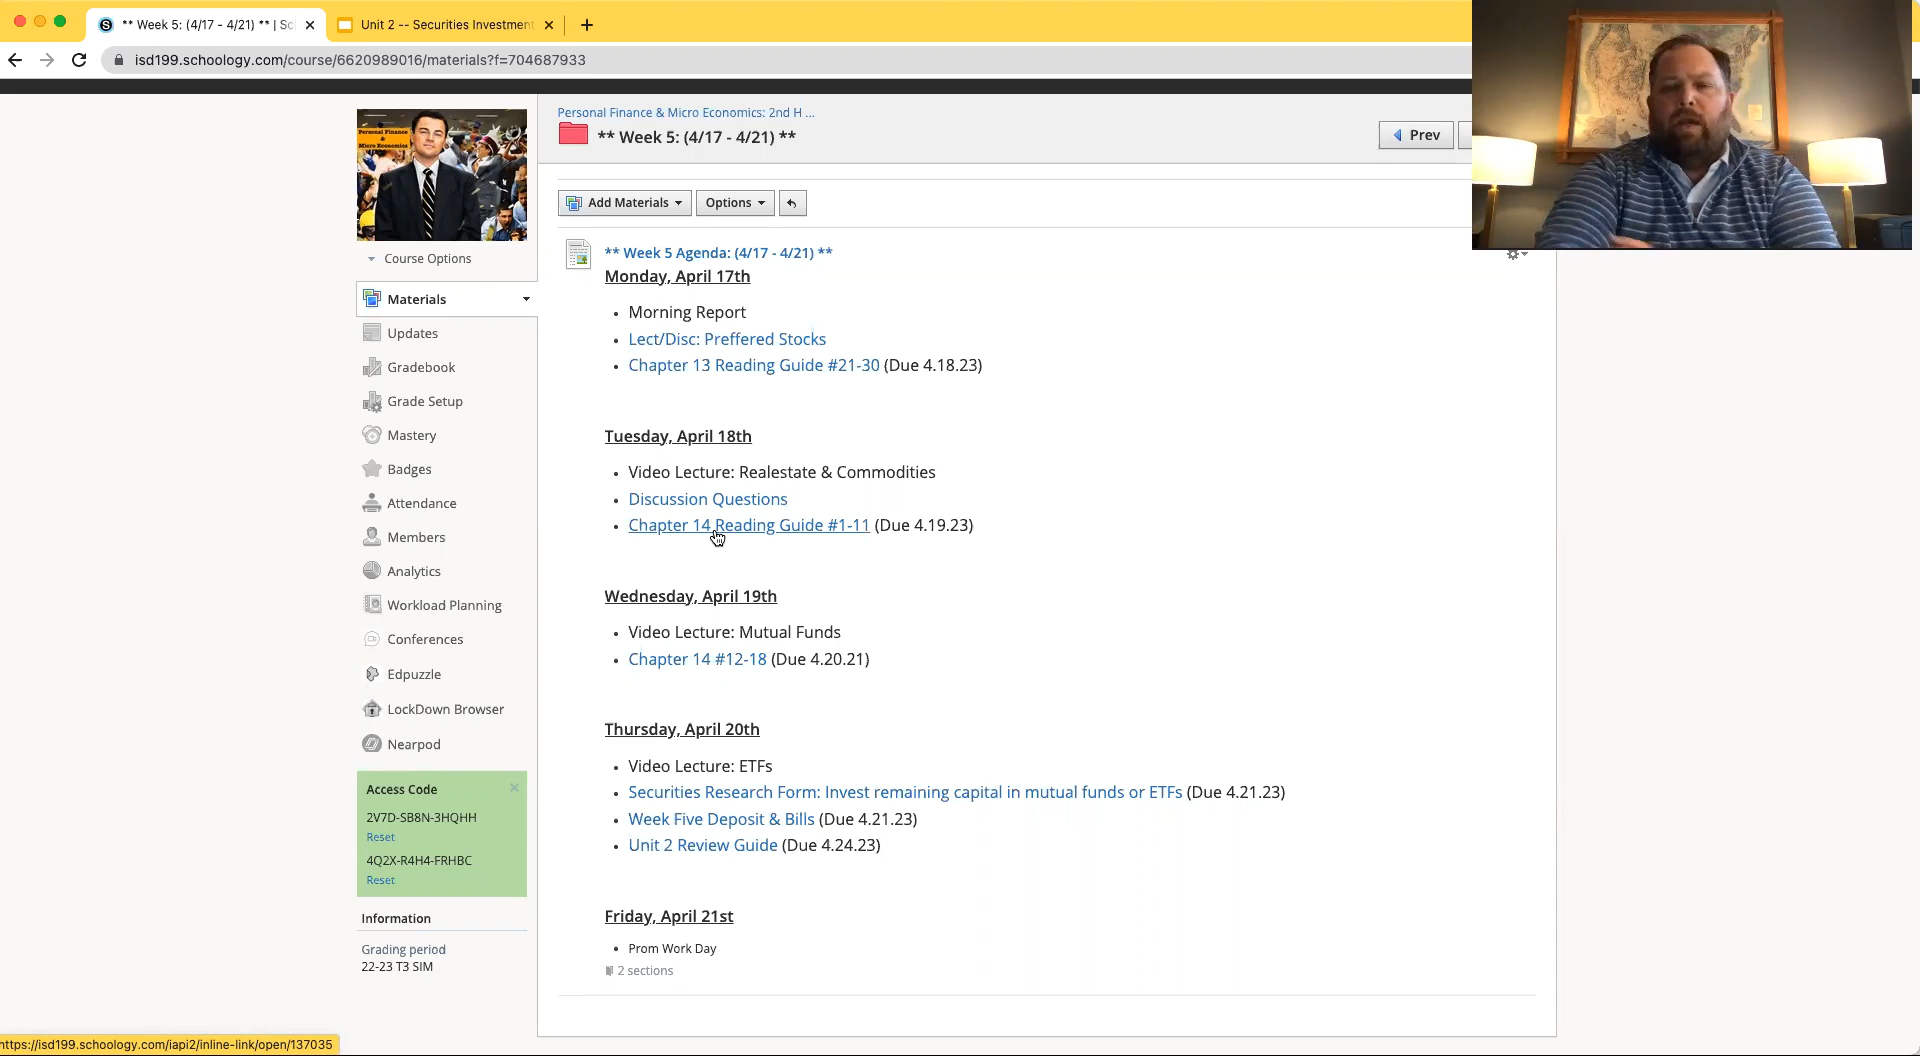 ** Week 5: (4/17 - 4/21) ** | Sc
Unit 2 -- Securities Investment
isd199.schoology.com/course/6620989016/materials?f=704687933
Personal Finance &
Micro Economics
Personal Finance & Micro Economics: 2nd H ...
** Week 5: (4/17 - 4/21) **
Prev
Add Materials
Options
Course Options
Materials
Updates
Gradebook
Grade Setup
Mastery
Badges
Attendance
Members
Analytics
Workload Planning
Conferences
Edpuzzle
LockDown Browser
Nearpod
Access Code
2V7D-SB8N-3HQHH
Reset
4Q2X-R4H4-FRHBC
Reset
Information
Grading period
22-23 T3 SIM
** Week 5 Agenda: (4/17 - 4/21) **
Monday, April 17th
Morning Report
Lect/Disc: Preffered Stocks
Chapter 13 Reading Guide #21-30 (Due 4.18.23)
Tuesday, April 18th
Video Lecture: Realestate & Commodities
Discussion Questions
Chapter 14 Reading Guide #1-11 (Due 4.19.23)
Wednesday, April 19th
Video Lecture: Mutual Funds
Chapter 14 #12-18 (Due 4.20.21)
Thursday, April 20th
Video Lecture: ETFs
Securities Research Form: Invest remaining capital in mutual funds or ETFs (Due 4.21.23)
Week Five Deposit & Bills (Due 4.21.23)
Unit 2 Review Guide (Due 4.24.23)
Friday, April 21st
Prom Work Day
2 sections
https://isd199.schoology.com/iapi2/inline-link/open/137035